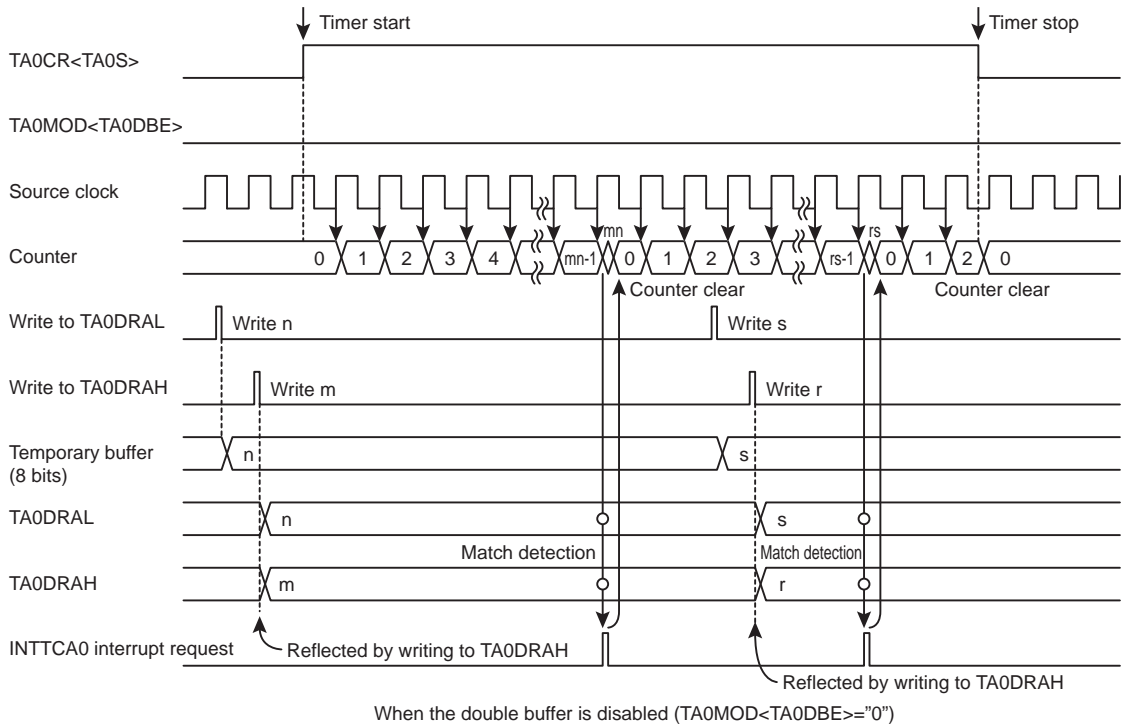 Timer start
Timer stop
TA0CR<TA0S>
TA0MOD<TA0DBE>
Source clock
mn
rs
Counter
0 1 2 3 4 mn-1 0 1 2 3 rs-1 0 1 2 0
Counter clear
Counter clear
Write to TA0DRAL
Write n
Write s
Write to TA0DRAH
Write m
Write r
Temporary buffer
(8 bits)
n
s
TA0DRAL
n
s
Match detection
Match detection
TA0DRAH
m
r
INTTCA0 interrupt request
Reflected by writing to TA0DRAH
Reflected by writing to TA0DRAH
When the double buffer is disabled (TA0MOD<TA0DBE>=”0”)